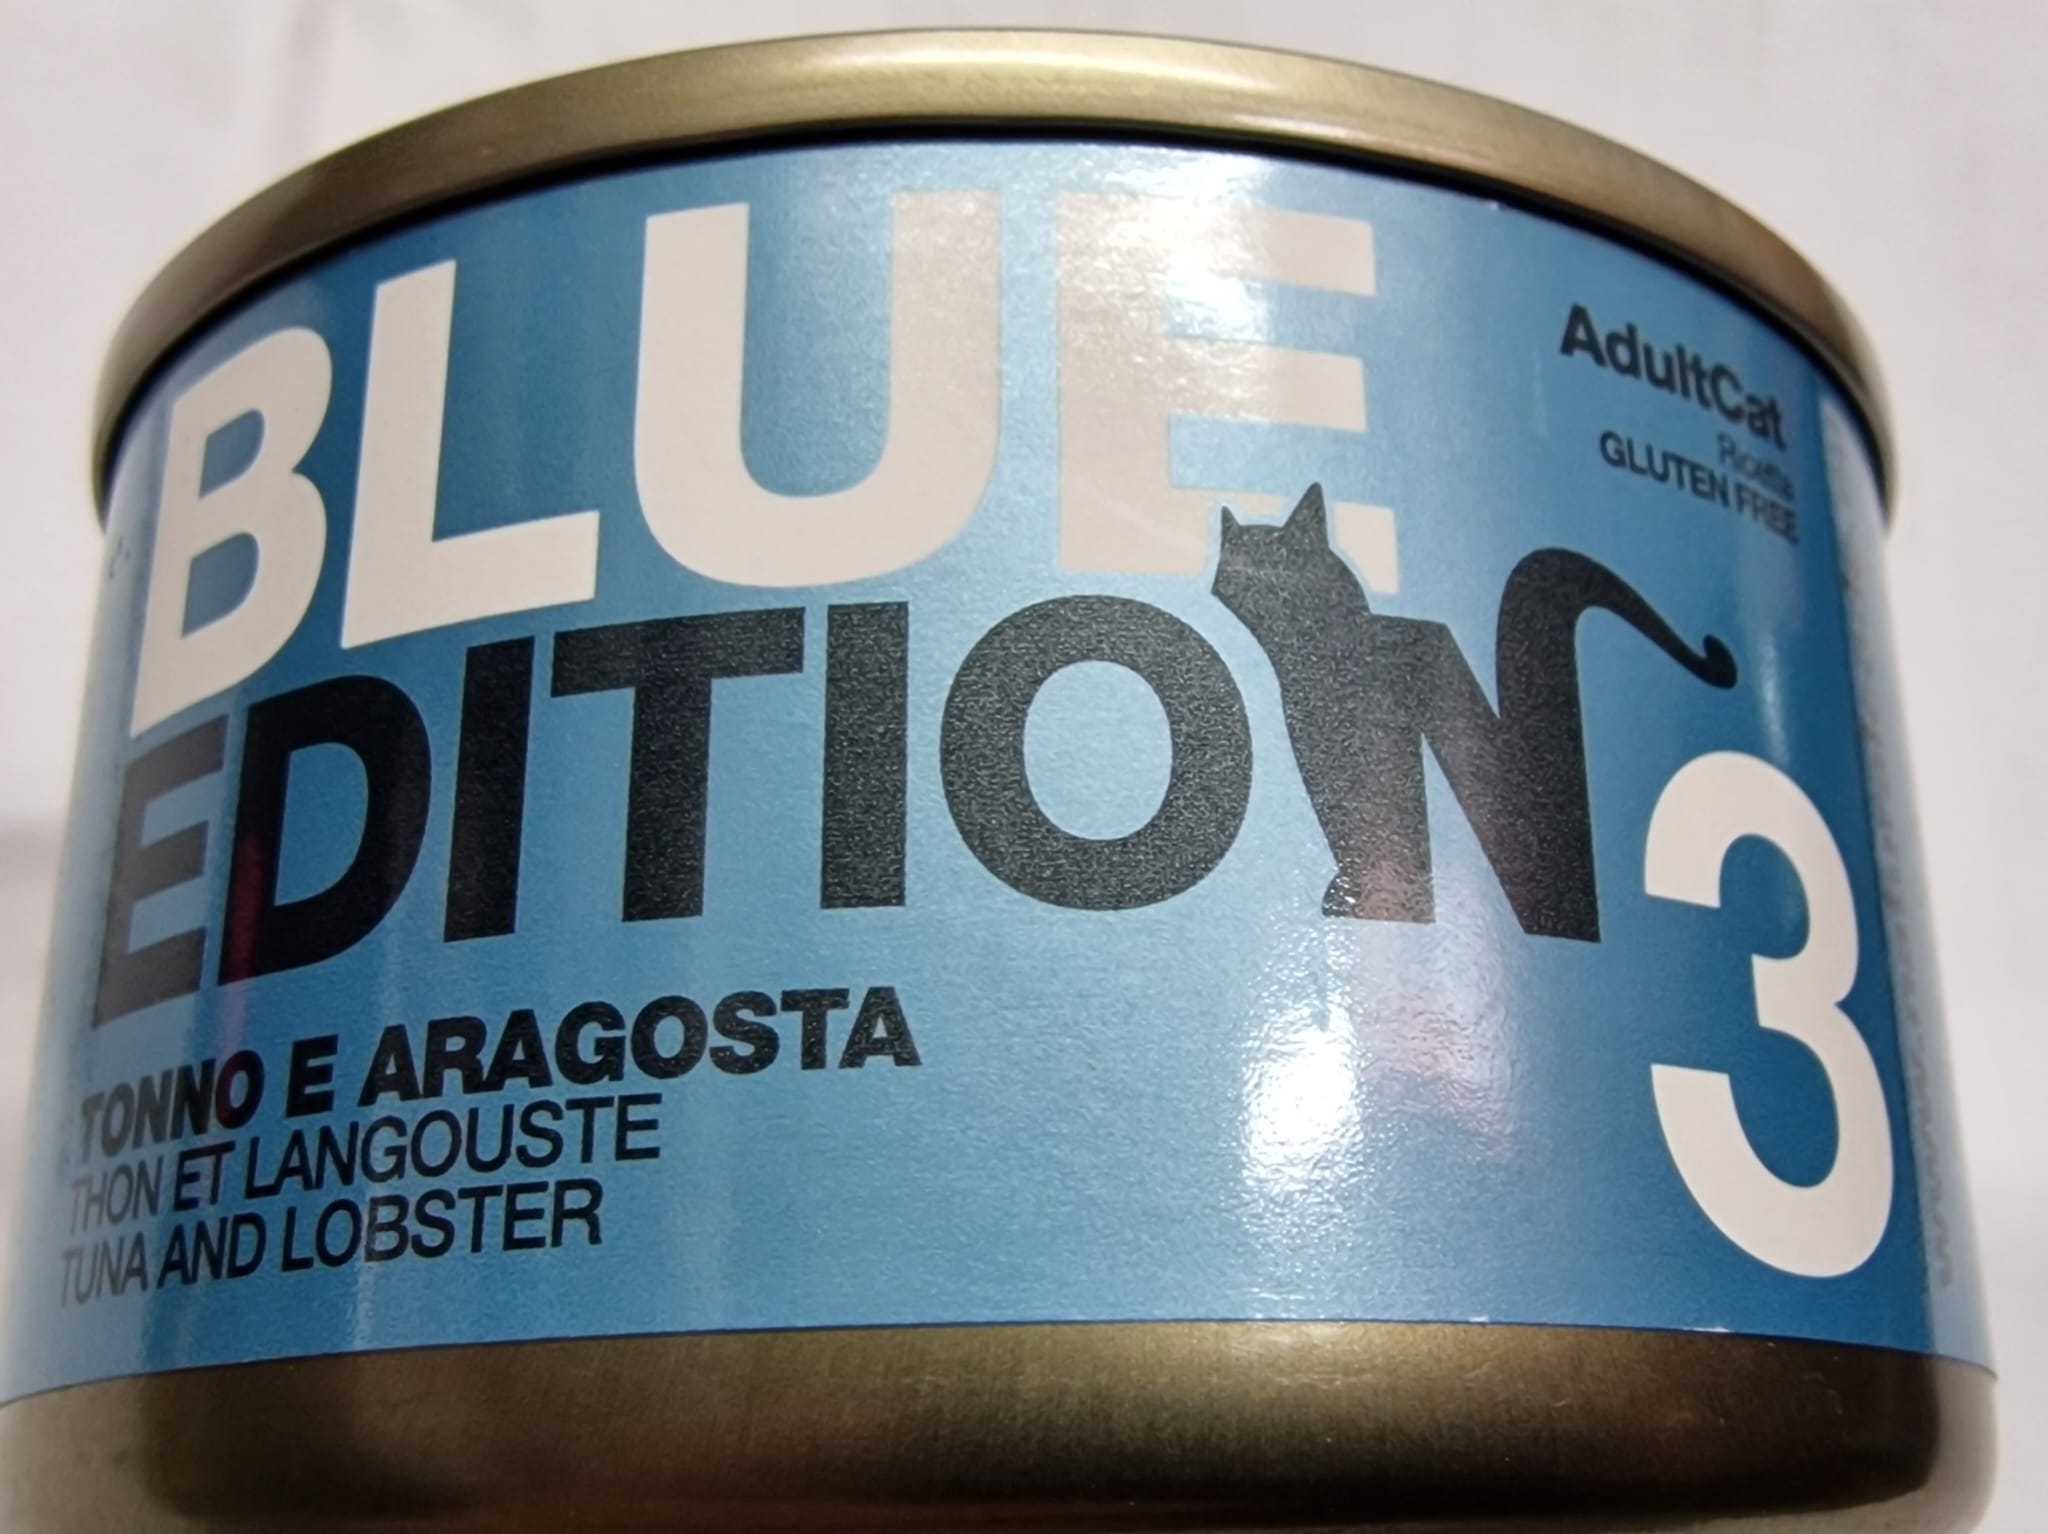 BLUE
EDITION
AdultCat
Ricetta
GLUTEN FREE
3
TONNO E ARAGOSTA
THON ET LANGOUSTE
TUNA AND LOBSTER